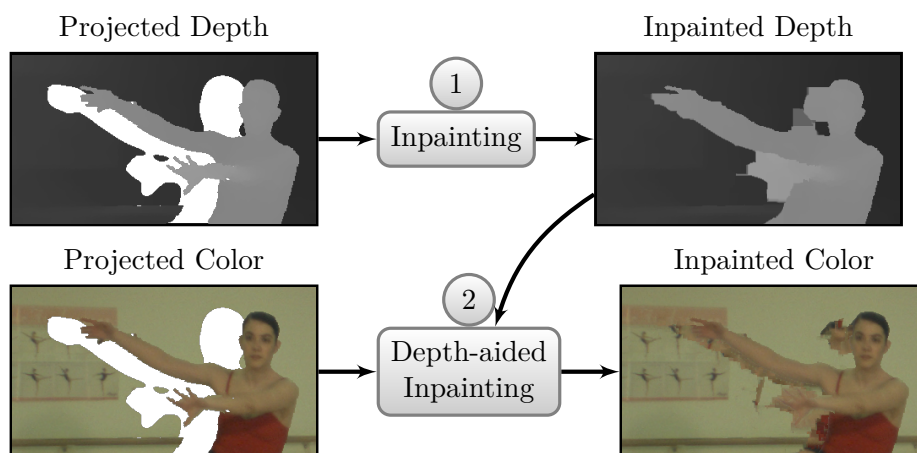 Projected Depth
Inpainted Depth
1
Inpainting
Projected Color
Inpainted Color
2
Depth-aided
Inpainting